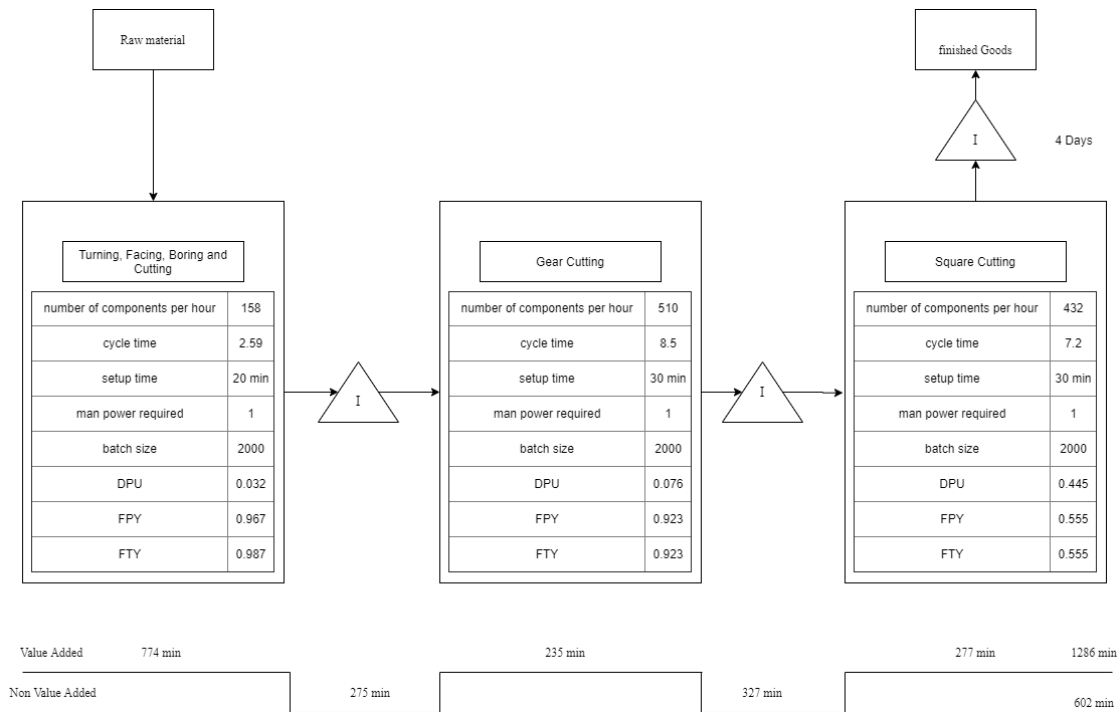 Raw material
finished Goods
I
4 Days
Turning, Facing, Boring and
Cutting
number of components per hour 158
cycle time 2.59
setup time 20 min
man power required 1
batch size 2000
DPU 0.032
FPY 0.967
FTY 0.987
I
Gear Cutting
number of components per hour 510
cycle time 8.5
setup time 30 min
man power required 1
batch size 2000
DPU 0.076
FPY 0.923
FTY 0.923
I
Square Cutting
number of components per hour 432
cycle time 7.2
setup time 30 min
man power required 1
batch size 2000
DPU 0.445
FPY 0.555
FTY 0.555
Value Added 774 min 235 min 277 min 1286 min
Non Value Added 275 min 327 min
602 min